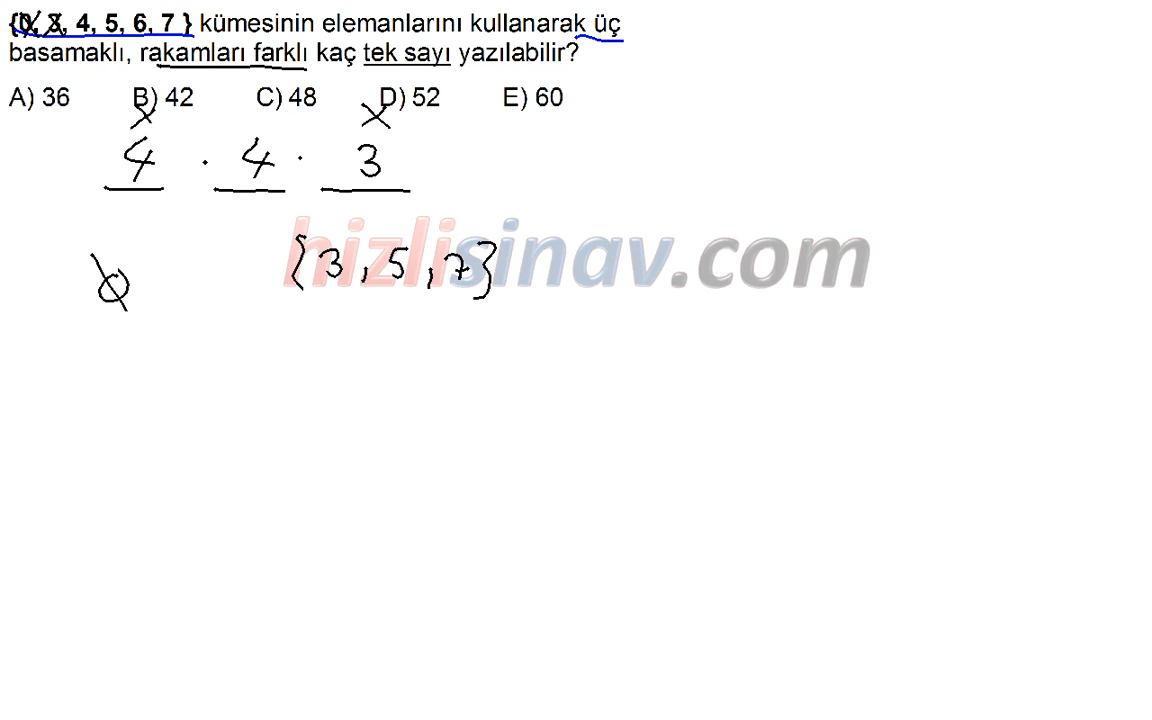 {0, 3, 4, 5, 6, 7 } kümesinin elemanlarını kullanarak üç
basamaklı, rakamları farklı kaç tek sayı yazılabilir?
A) 36 B) 42 C) 48 D) 52 E) 60
4 . 4 . 3
hizlisinav.com
0 {3, 5, 7}